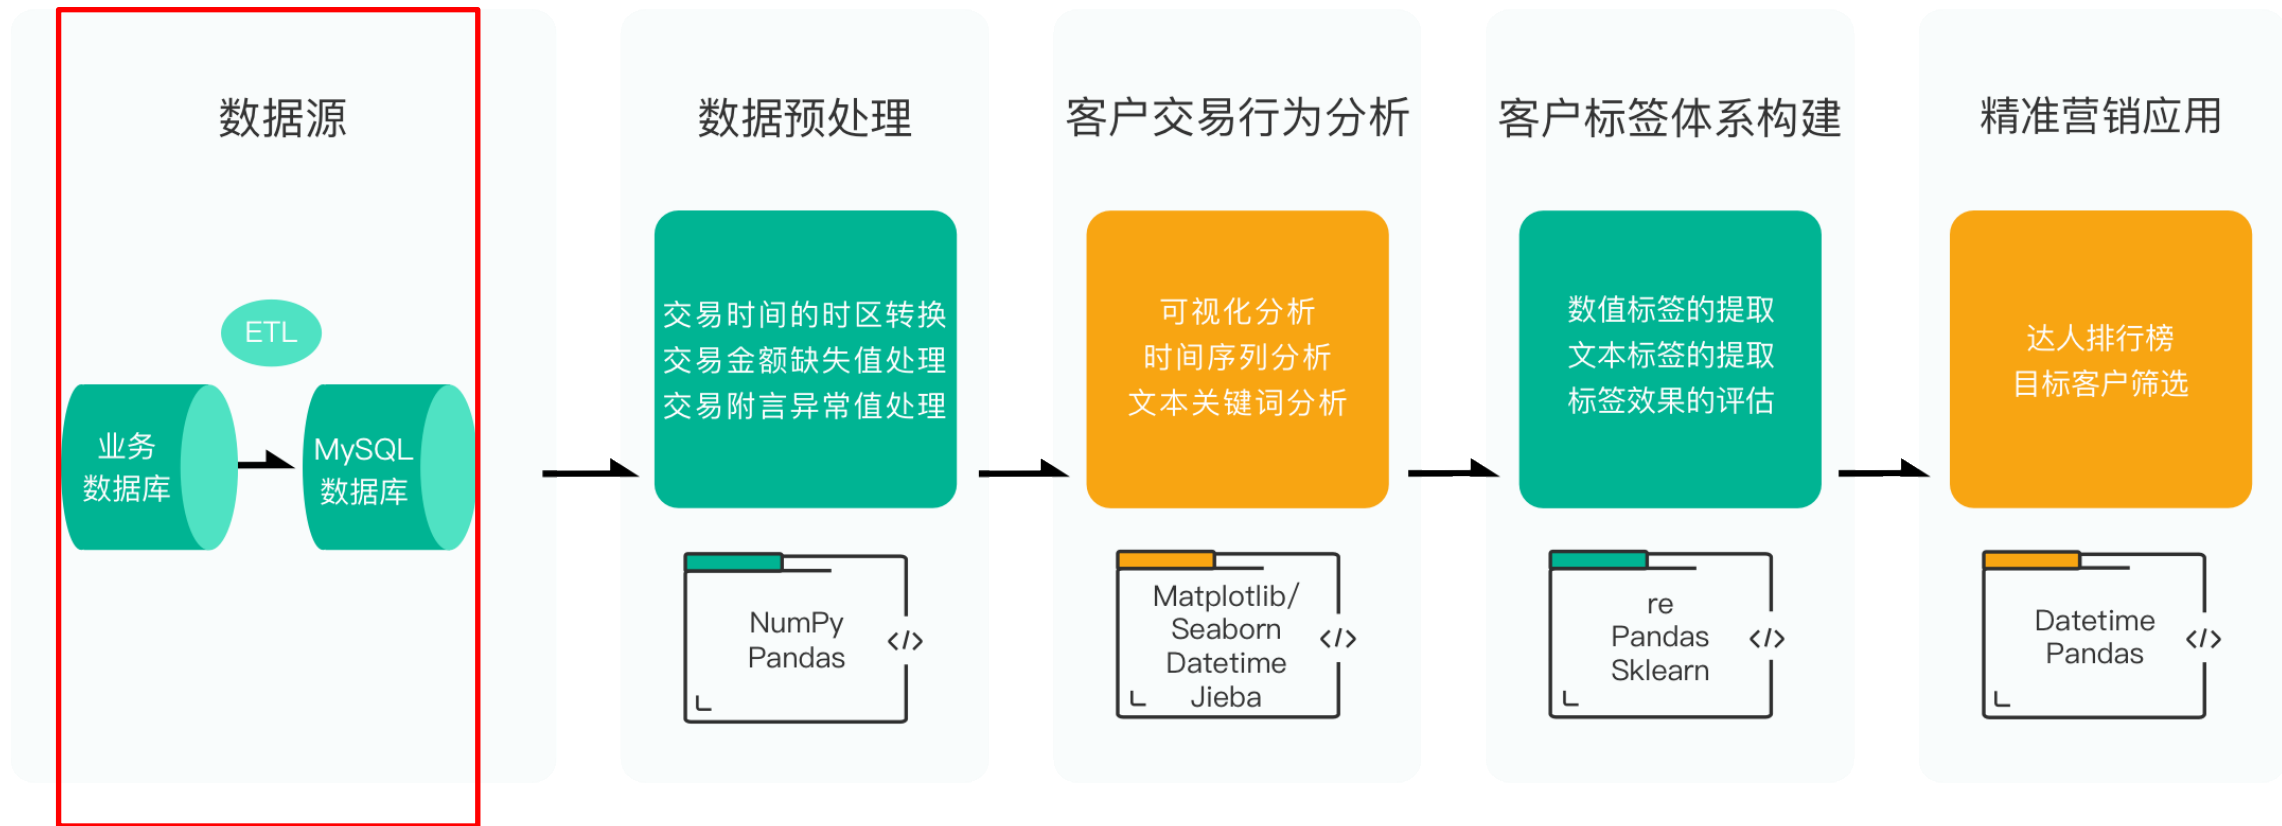 数据源
ETL
业务
数据库
MySQL
数据库
数据预处理
交易时间的时区转换
交易金额缺失值处理
交易附言异常值处理
NumPy
Pandas
</>
客户交易行为分析
可视化分析
时间序列分析
文本关键词分析
Matplotlib/
Seaborn
Datetime
Jieba
</>
客户标签体系构建
数值标签的提取
文本标签的提取
标签效果的评估
re
Pandas
Sklearn
</>
精准营销应用
达人排行榜
目标客户筛选
Datetime
Pandas
</>